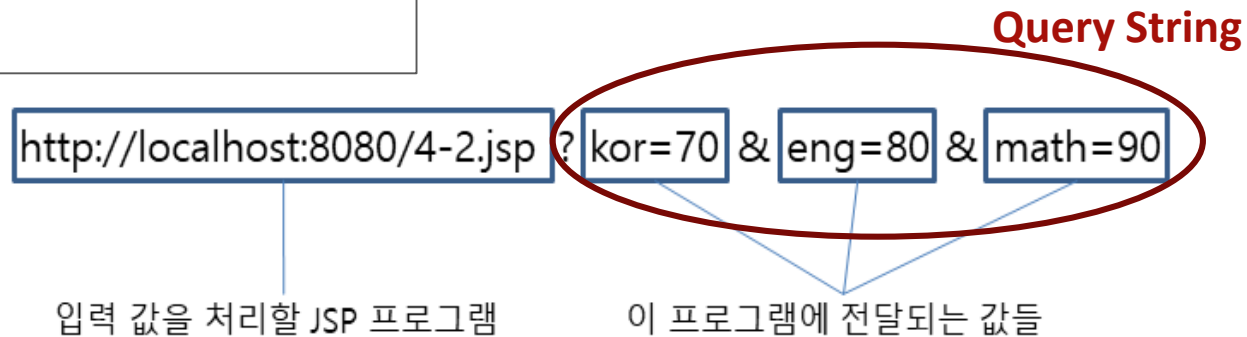 Query String
http://localhost:8080/4-2.jsp ? kor=70 & eng=80 & math=90
입력 값을 처리할 JSP 프로그램 이 프로그램에 전달되는 값들